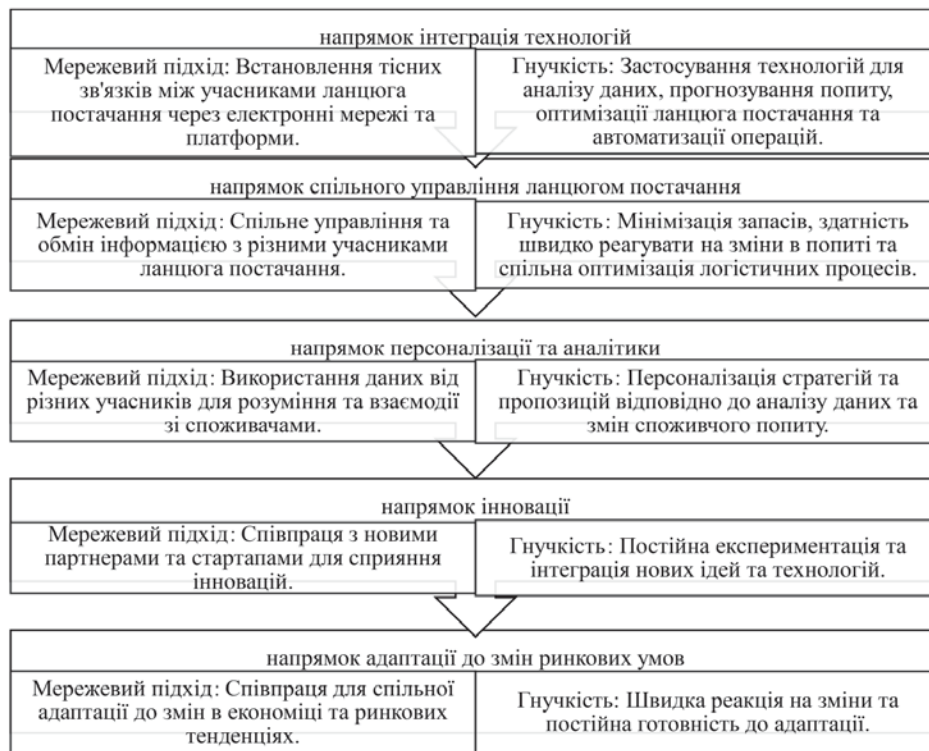 напрямок інтеграція технологій
Мережевий підхід: Встановлення тісних
зв'язків між учасниками ланцюга
постачання через електронні мережі та
платформи.
Гнучкість: Застосування технологій для
аналізу даних, прогнозування попиту,
оптимізації ланцюга постачання та
автоматизації операцій.
напрямок спільного управління ланцюгом постачання
Мережевий підхід: Спільне управління та
обмін інформацією з різними учасниками
ланцюга постачання.
Гнучкість: Мінімізація запасів, здатність
швидко реагувати на зміни в попиті та
спільна оптимізація логістичних процесів.
напрямок персоналізації та аналітики
Мережевий підхід: Використання даних від
різних учасників для розуміння та взаємодії
зі споживачами.
Гнучкість: Персоналізація стратегій та
пропозицій відповідно до аналізу даних та
змін споживчого попиту.
напрямок інновації
Мережевий підхід: Співпраця з новими
партнерами та стартапами для сприяння
інновацій.
Гнучкість: Постійна експериментація та
інтеграція нових ідей та технологій.
напрямок адаптації до змін ринкових умов
Мережевий підхід: Співпраця для спільної
адаптації до змін в економіці та ринкових
тенденціях.
Гнучкість: Швидка реакція на зміни та
постійна готовність до адаптації.